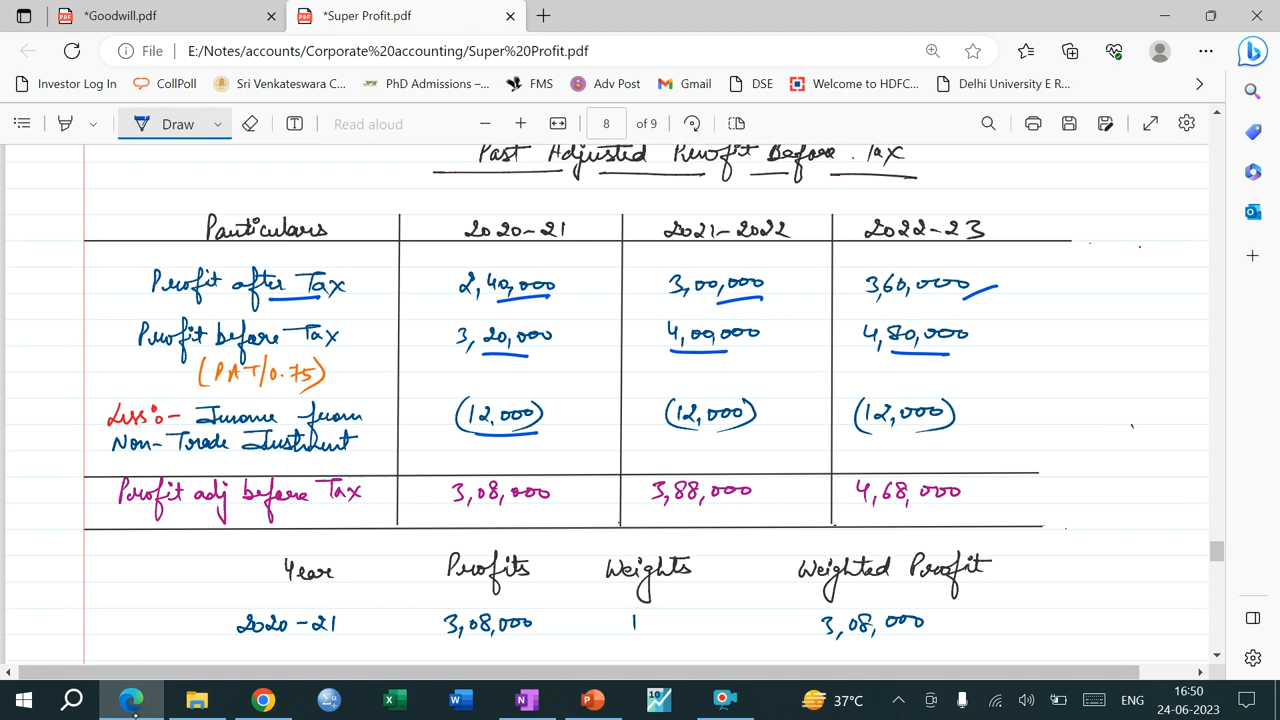 *Goodwill.pdf
*Super Profit.pdf
File E:/Notes/accounts/Corporate%20accounting/Super%20Profit.pdf
Investor Log In CollPoll Sri Venkateswara C... PhD Admissions –... FMS Adv Post Gmail DSE Welcome to HDFC... Delhi University E R...
Draw Read aloud 8 of 9
Past Adjusted Profit Before Tax
Particulars 2020-21 2021-2022 2022-23
Profit after Tax 2,40,000 3,00,000 3,60,000
Profit before Tax 3,20,000 4,00,000 4,80,000
(PAT/0.75)
Less:- Income from (12,000) (12,000) (12,000)
Non-Trade
Profit adj before Tax 3,08,000 3,88,000 4,68,000
Year Profits Weights Weighted Profit
2020-21 3,08,000 1 3,08,000
37°C ENG 16:50
24-06-2023